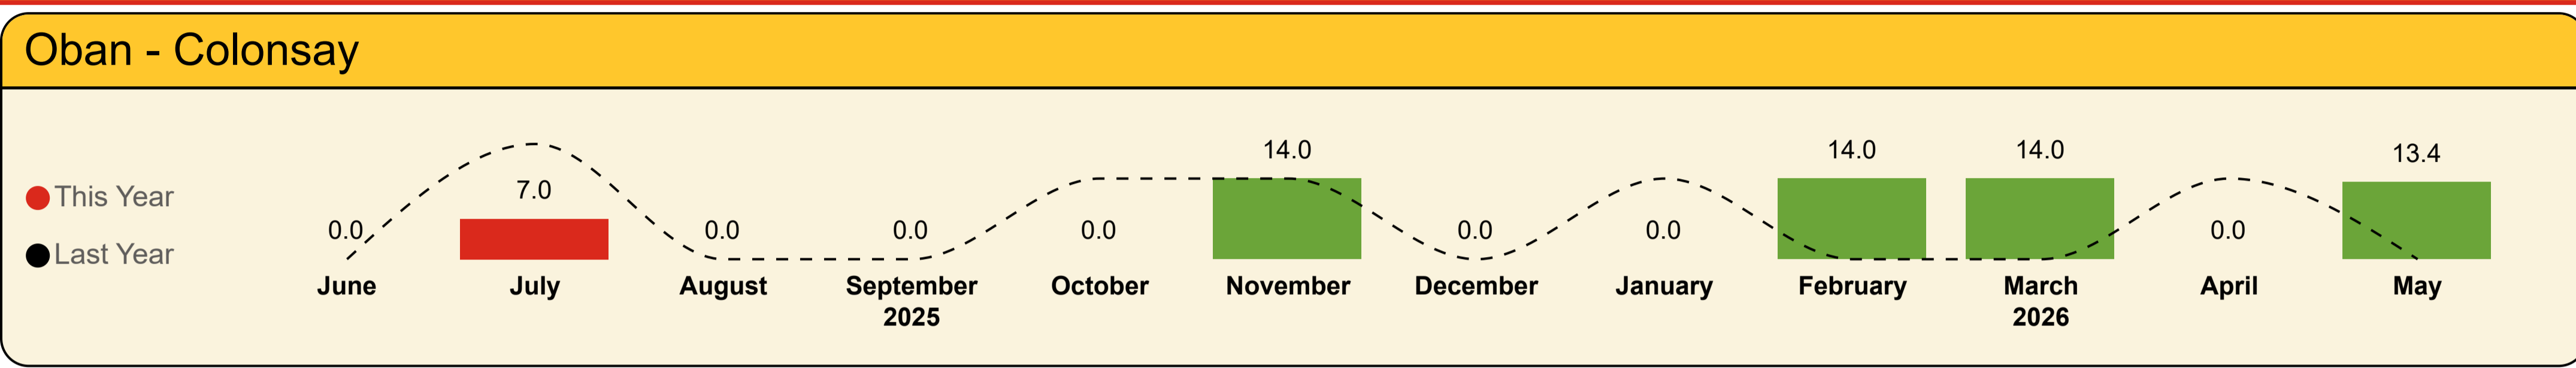 Oban - Colonsay
This Year
Last Year
0.0 7.0 0.0 0.0 0.0 14.0 0.0 0.0 14.0 14.0 0.0 13.4
June July August September October November December January February March April May
2025 2026